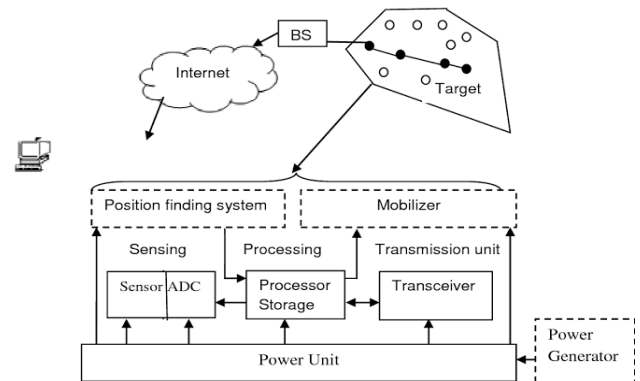 BS
Internet
Target
Position finding system
Mobilizer
Sensing
Processing
Transmission unit
Sensor ADC
Processor
Storage
Transceiver
Power Unit
Power
Generator